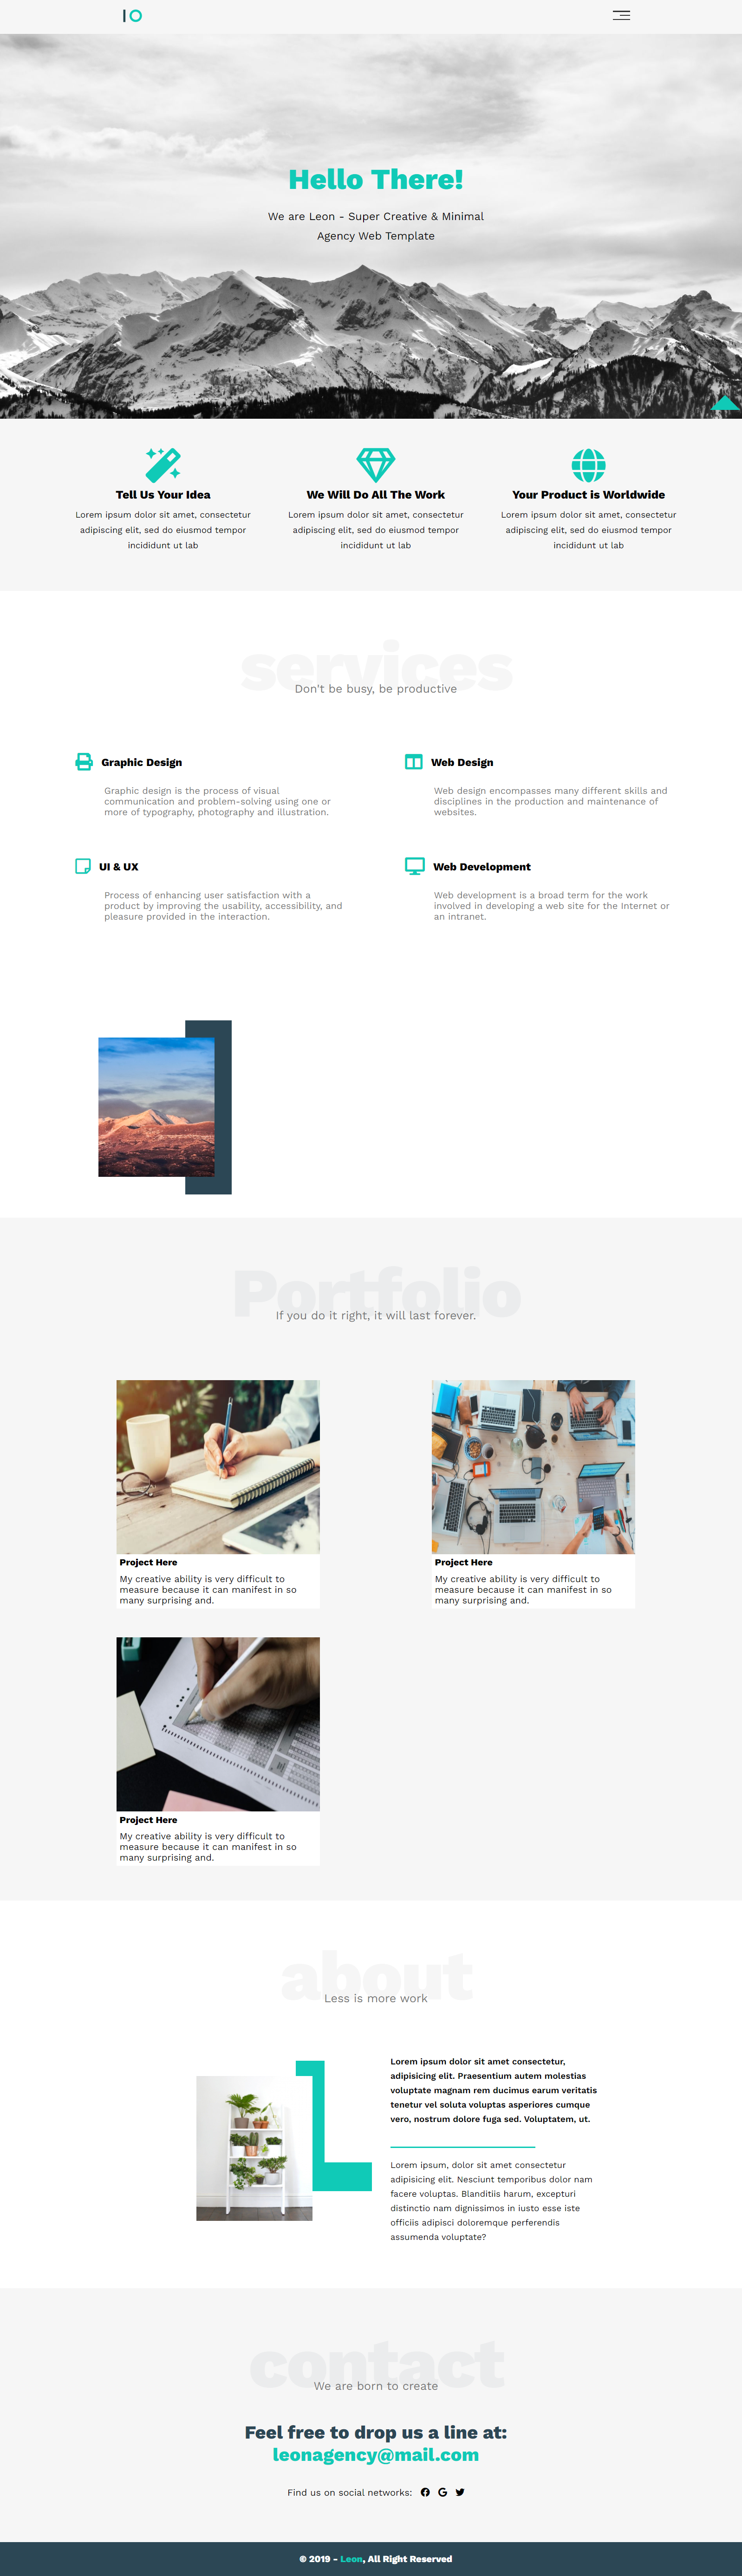 IO
Hello There!
We are Leon - Super Creative & Minimal
Agency Web Template
Tell Us Your Idea
Lorem ipsum dolor sit amet, consectetur
adipiscing elit, sed do eiusmod tempor
incididunt ut lab
We Will Do All The Work
Lorem ipsum dolor sit amet, consectetur
adipiscing elit, sed do eiusmod tempor
incididunt ut lab
Your Product is Worldwide
Lorem ipsum dolor sit amet, consectetur
adipiscing elit, sed do eiusmod tempor
incididunt ut lab
services
Don't be busy, be productive
Graphic Design
Graphic design is the process of visual
communication and problem-solving using one or
more of typography, photography and illustration.
Web Design
Web design encompasses many different skills and
disciplines in the production and maintenance of
websites.
UI & UX
Process of enhancing user satisfaction with a
product by improving the usability, accessibility, and
pleasure provided in the interaction.
Web Development
Web development is a broad term for the work
involved in developing a web site for the Internet or
an intranet.
Portfolio
If you do it right, it will last forever.
Project Here
My creative ability is very difficult to
measure because it can manifest in so
many surprising and.
Project Here
My creative ability is very difficult to
measure because it can manifest in so
many surprising and.
Project Here
My creative ability is very difficult to
measure because it can manifest in so
many surprising and.
about
Less is more work
Lorem ipsum dolor sit amet consectetur,
adipisicing elit. Praesentium autem molestias
voluptate magnam rem ducimus earum veritatis
tenetur vel soluta voluptas asperiores cumque
vero, nostrum dolore fuga sed. Voluptatem, ut.
Lorem ipsum, dolor sit amet consectetur
adipisicing elit. Nesciunt temporibus dolor nam
facere voluptas. Blanditiis harum, excepturi
distinctio nam dignissimos in iusto esse iste
officiis adipisci doloremque perferendis
assumenda voluptate?
contact
We are born to create
Feel free to drop us a line at:
leonagency@mail.com
Find us on social networks:
© 2019 - Leon, All Right Reserved